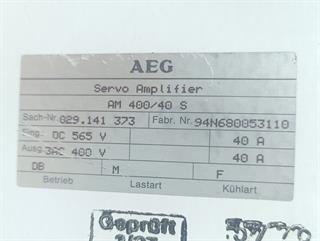 AEG
Servo Amplifier
AM 400/40 S
Sach-Nr. 029.141 373 Fabr. Nr. 94N680053110
Eing. DC 565 V 40 A
Ausg. 3AC 400 V 40 A
DB M F
Betrieb Lastart Kühlart
Geprüft